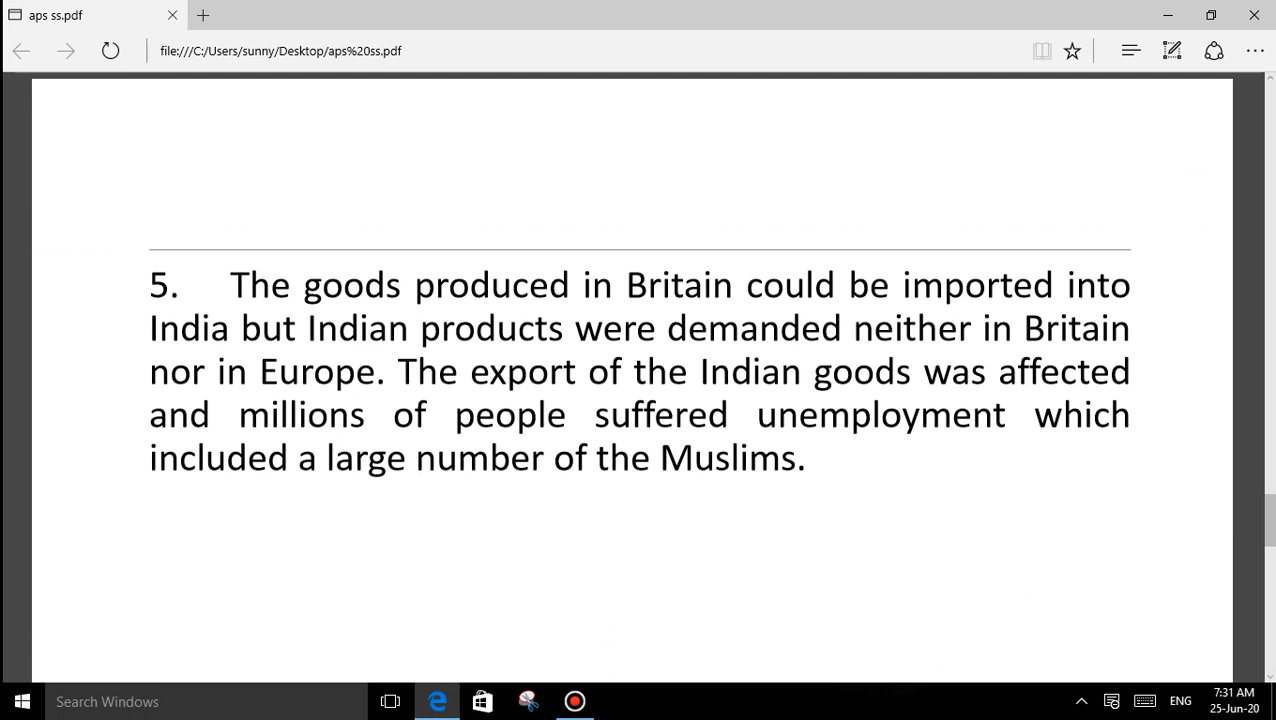 aps ss.pdf
file:///C:/Users/sunny/Desktop/aps%20ss.pdf
5. The goods produced in Britain could be imported into
India but Indian products were demanded neither in Britain
nor in Europe. The export of the Indian goods was affected
and millions of people suffered unemployment which
included a large number of the Muslims.
Search Windows
ENG
7:31 AM
25-Jun-20